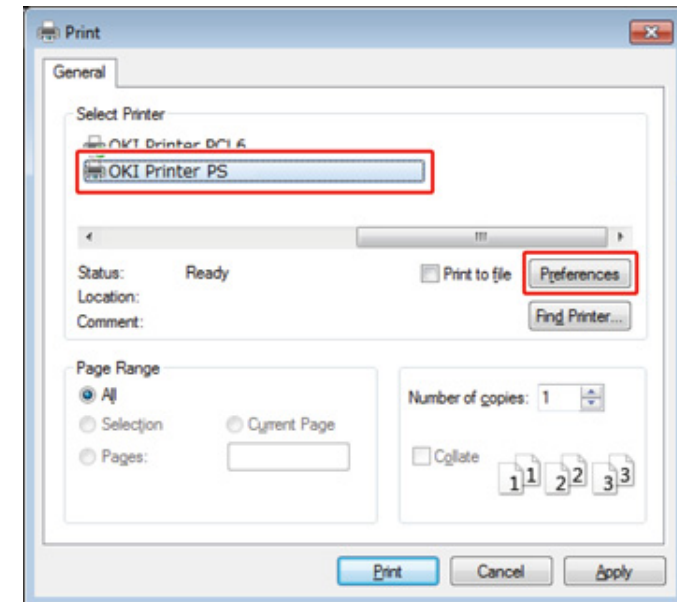 Print
General
Select Printer
OKI Printer PCL6
OKI Printer PS
Status: Ready
Print to file
Preferences
Location:
Comment:
Find Printer...
Page Range
All
Selection
Current Page
Pages:
Number of copies: 1
Collate
1 1 2 2 3 3
Print
Cancel
Apply